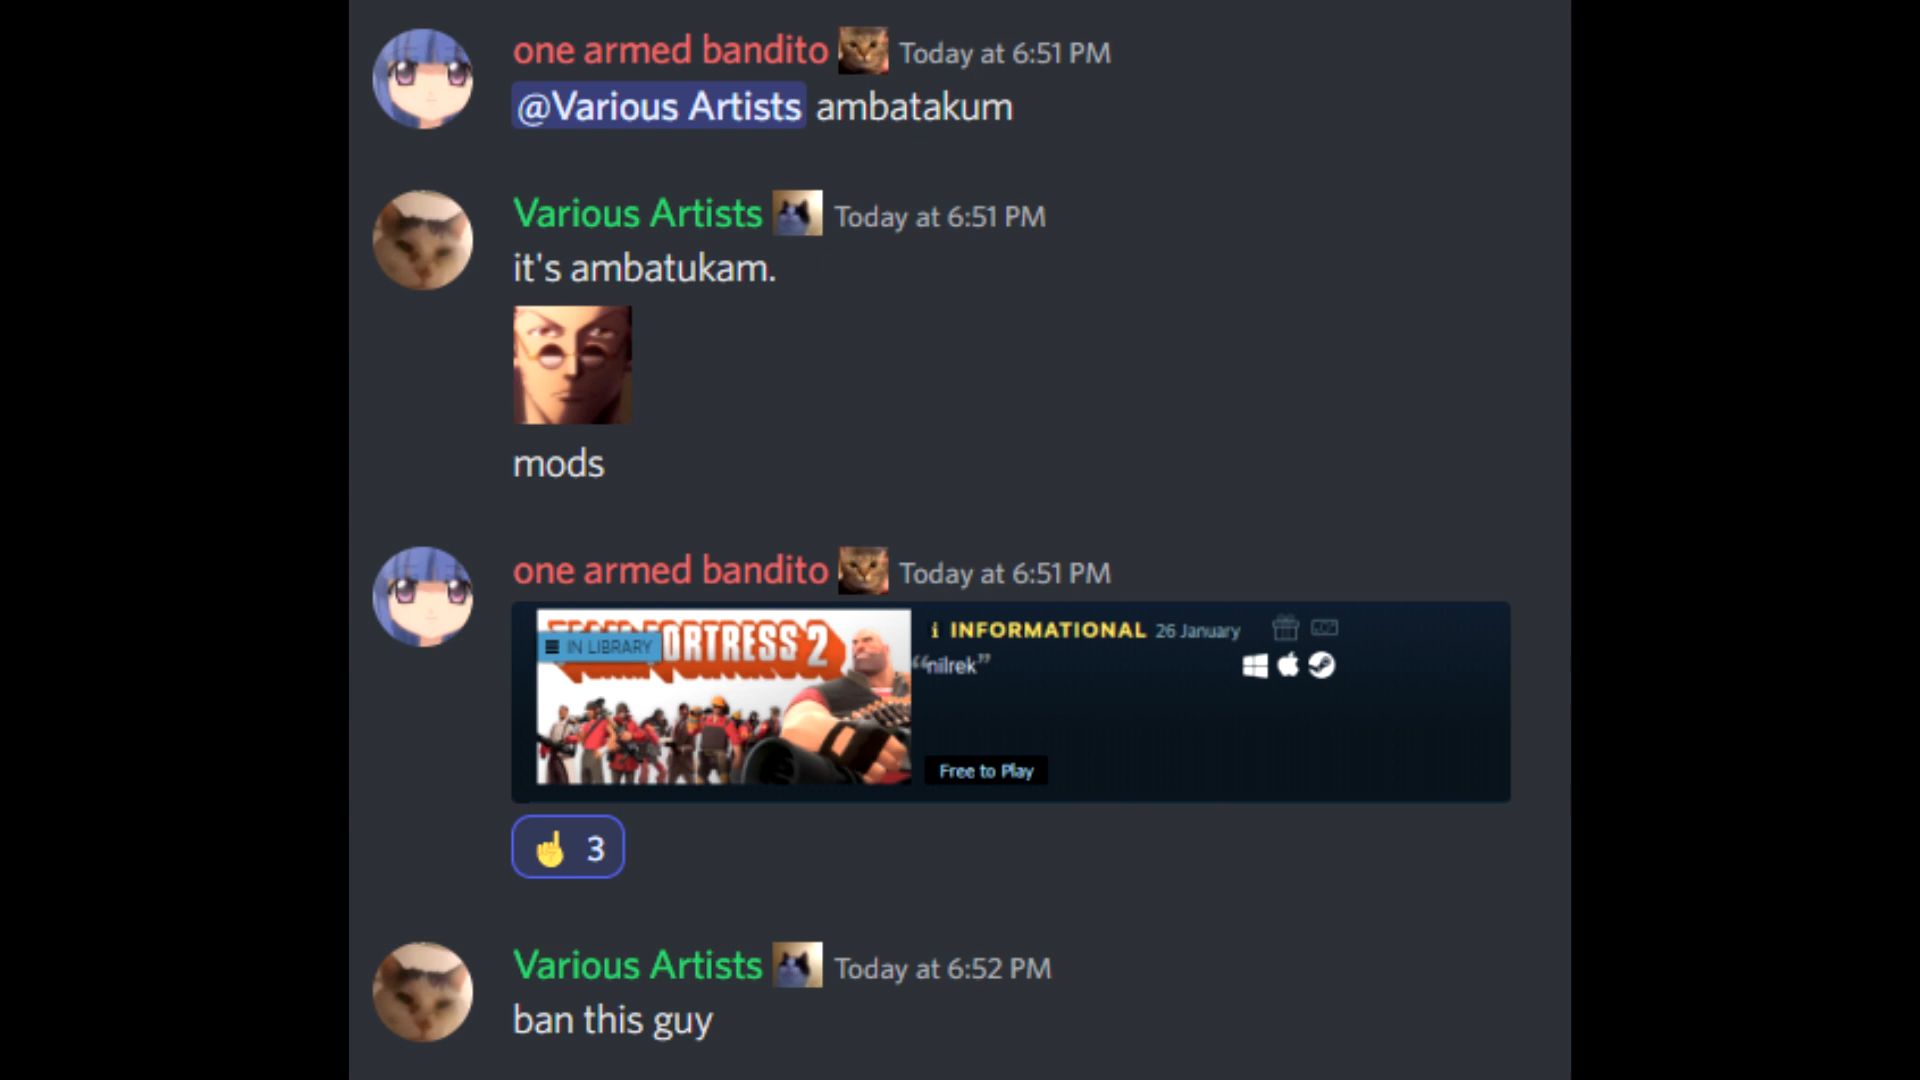 one armed bandito Today at 6:51 PM
@Various Artists ambatakum
Various Artists Today at 6:51 PM
it's ambatukam.
mods
one armed bandito Today at 6:51 PM
TEAM FORTRESS 2
IN LIBRARY
i INFORMATIONAL 26 January
“nilrek”
Free to Play
☝ 3
Various Artists Today at 6:52 PM
ban this guy